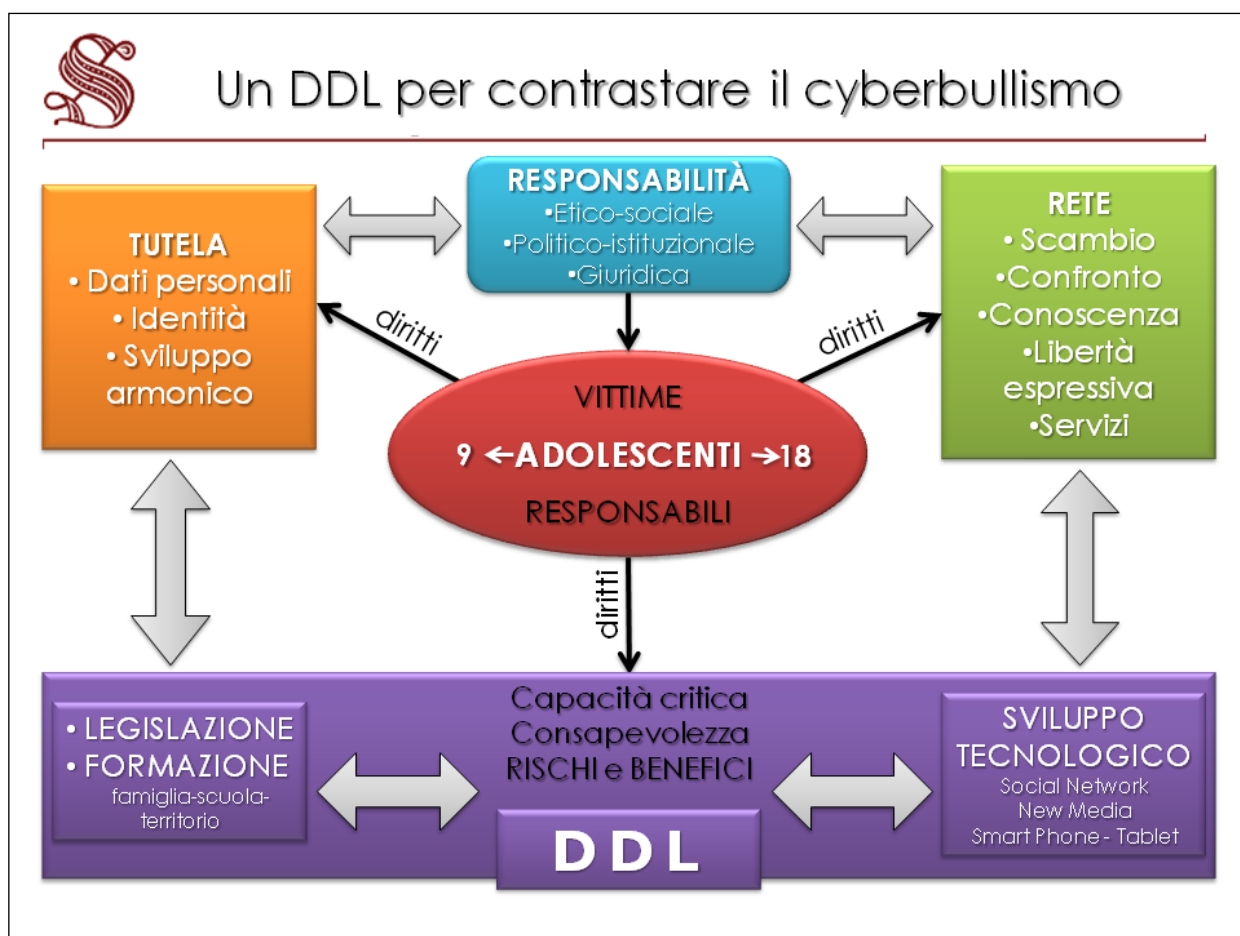 Un DDL per contrastare il cyberbullismo
RESPONSABILITÀ
•Etico-sociale
•Politico-istituzionale
•Giuridica
TUTELA
• Dati personali
• Identità
• Sviluppo
armonico
RETE
• Scambio
•Confronto
•Conoscenza
•Libertà
espressiva
•Servizi
diritti
diritti
VITTIME
9 ←ADOLESCENTI →18
RESPONSABILI
diritti
• LEGISLAZIONE
• FORMAZIONE
famiglia-scuola-
territorio
Capacità critica
Consapevolezza
RISCHI e BENEFICI
DDL
SVILUPPO
TECNOLOGICO
Social Network
New Media
Smart Phone - Tablet